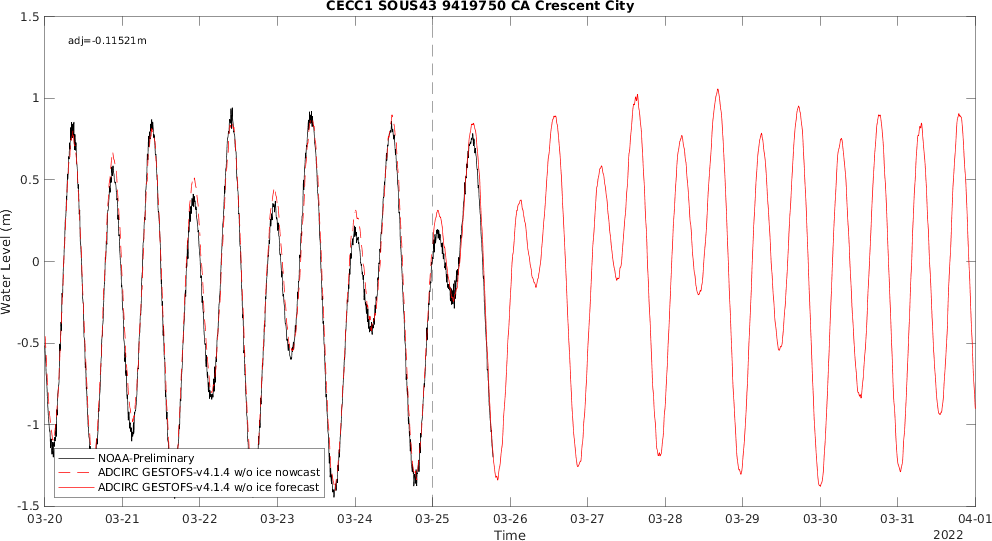 CECC1 SOUS43 9419750 CA Crescent City
adj=-0.11521m
1.5
1
0.5
0
-0.5
-1
-1.5
Water Level (m)
NOAA-Preliminary
ADCIRC GESTOFS-v4.1.4 w/o ice nowcast
ADCIRC GESTOFS-v4.1.4 w/o ice forecast
03-20 03-21 03-22 03-23 03-24 03-25 03-26 03-27 03-28 03-29 03-30 03-31 04-01
Time
2022